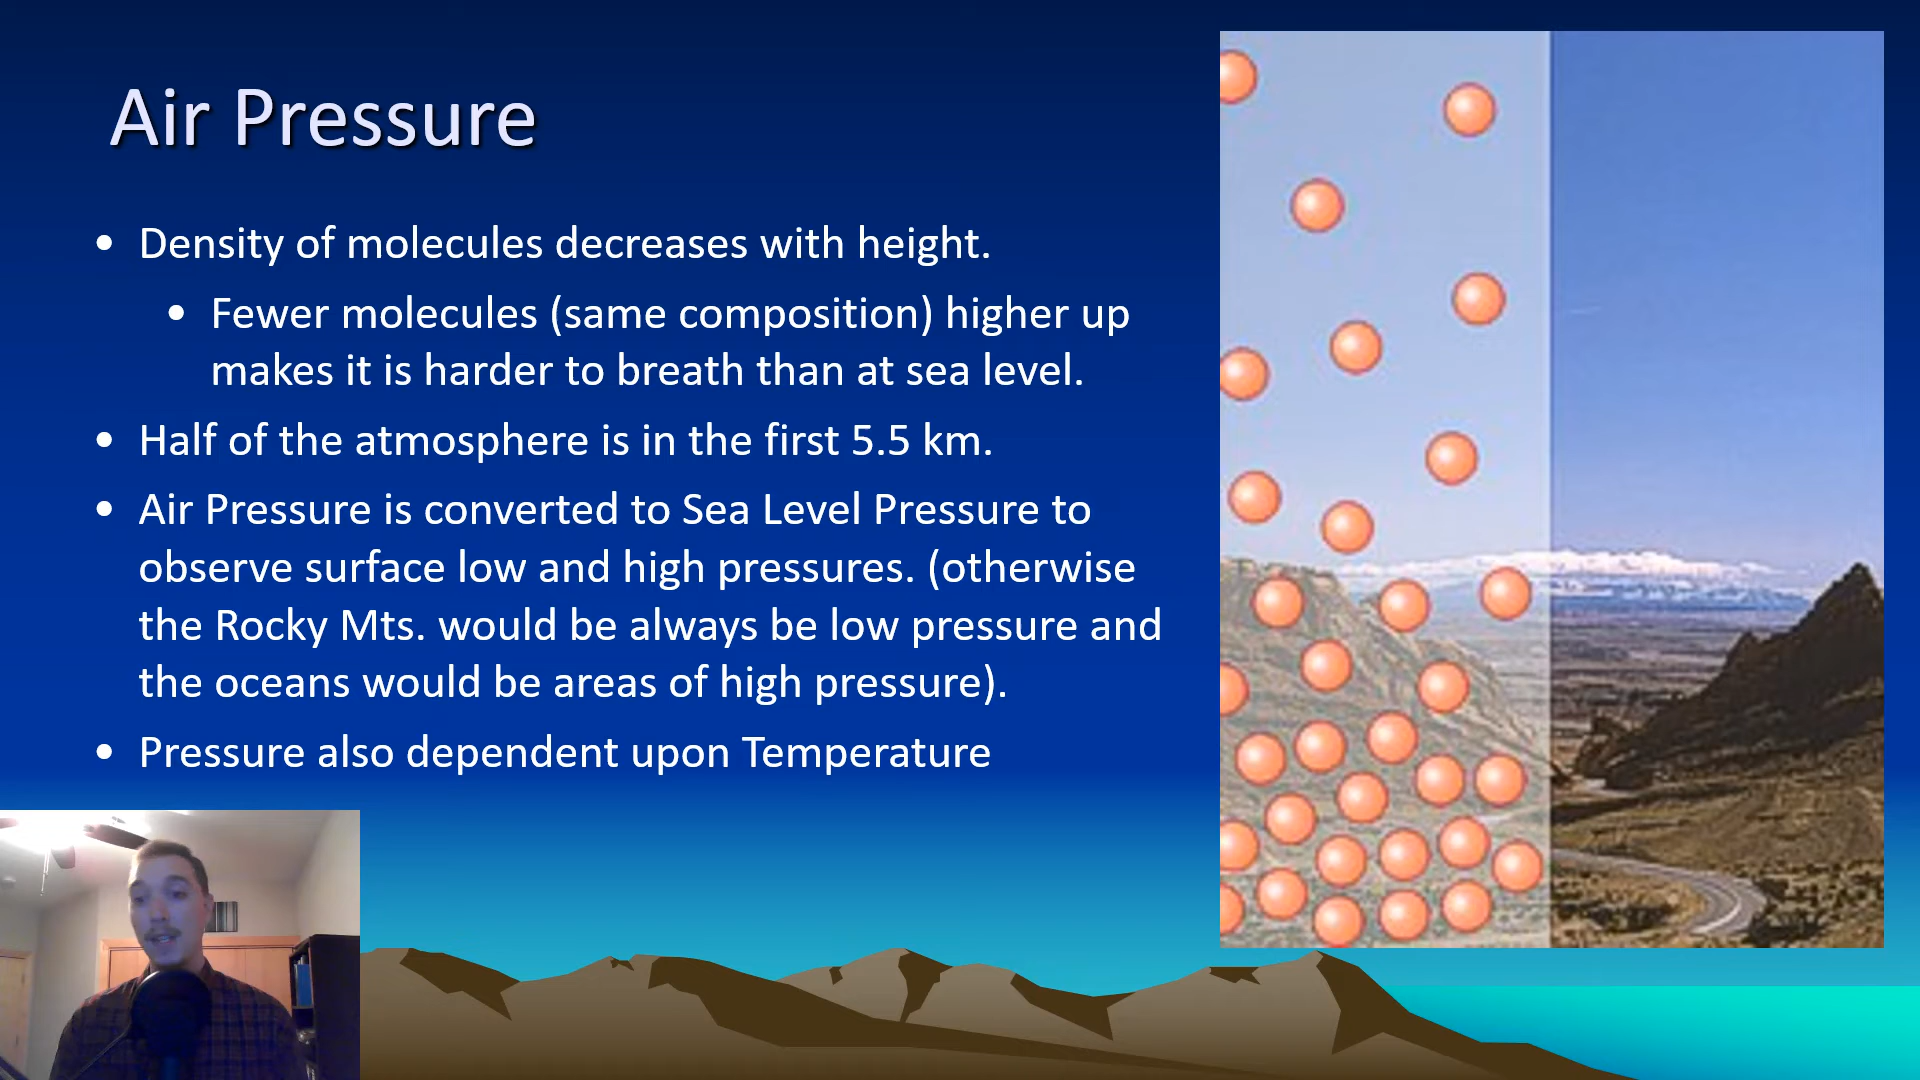 Air Pressure
• Density of molecules decreases with height.
• Fewer molecules (same composition) higher up
makes it is harder to breath than at sea level.
• Half of the atmosphere is in the first 5.5 km.
• Air Pressure is converted to Sea Level Pressure to
observe surface low and high pressures. (otherwise
the Rocky Mts. would be always be low pressure and
the oceans would be areas of high pressure).
• Pressure also dependent upon Temperature